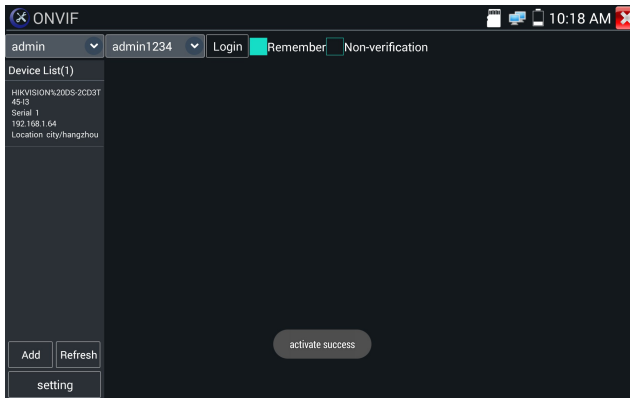 ONVIF
10:18 AM
admin
admin1234
Login
Remember
Non-verification
Device List(1)
HIKVISION%20DS-2CD3T
45-I3
Serial 1
192.168.1.64
Location city/hangzhou
activate success
Add
Refresh
setting